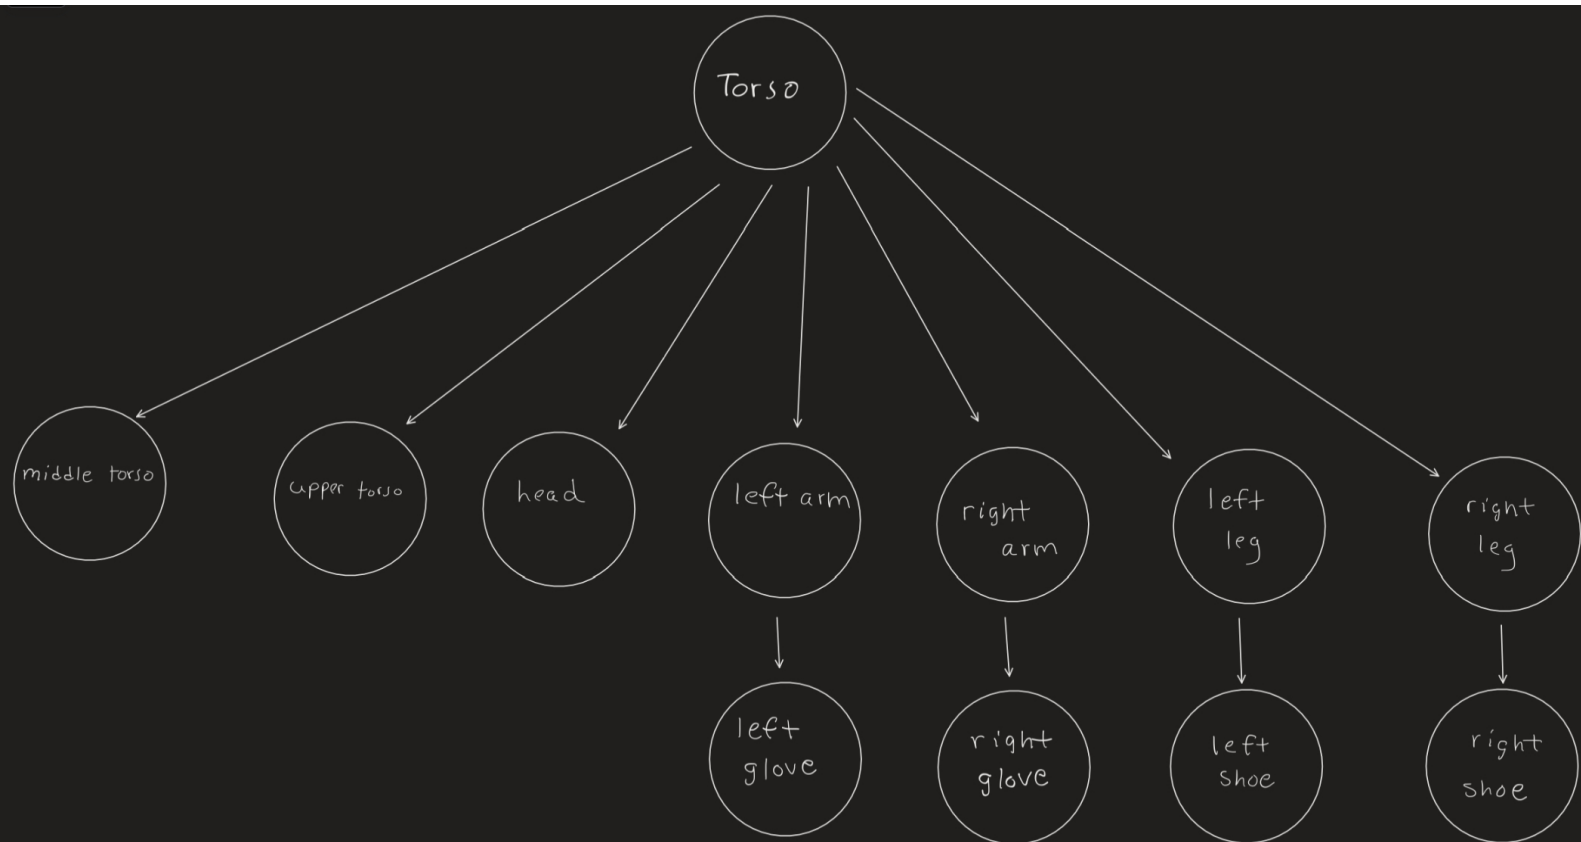 Torso
middle torso
upper torso
head
left arm
right
arm
left
leg
right
leg
left
glove
right
glove
left
shoe
right
shoe